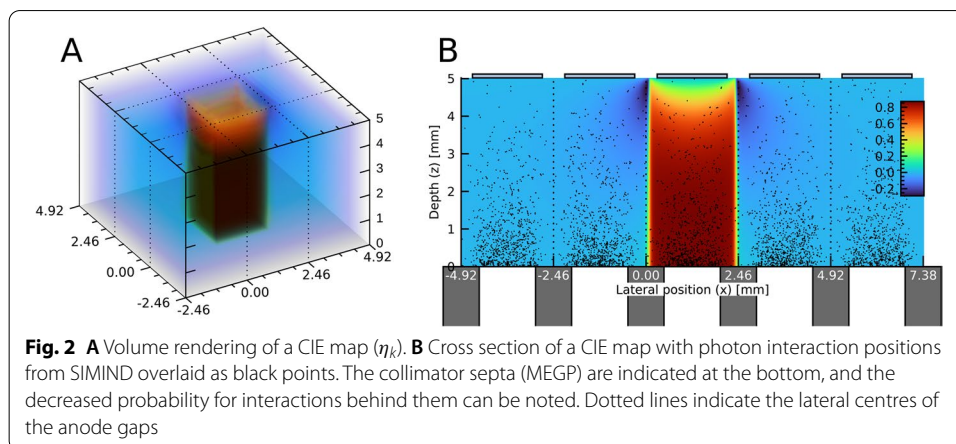 A
5
4
3
2
1
0
4.92
2.46
0.00
-2.46
-2.46
0.00
2.46
4.92
B
5
4
3
2
1
0
Depth (z) [mm]
0.8
0.6
0.4
0.2
0.0
0.2
-4.92 -2.46 0.00 2.46 4.92 7.38
Lateral position (x) [mm]
Fig. 2 A Volume rendering of a CIE map (ηk). B Cross section of a CIE map with photon interaction positions
from SIMIND overlaid as black points. The collimator septa (MEGP) are indicated at the bottom, and the
decreased probability for interactions behind them can be noted. Dotted lines indicate the lateral centres of
the anode gaps